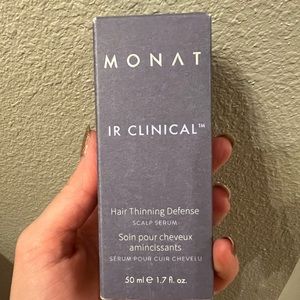 MONAT
IR CLINICAL™
Hair Thinning Defense
SCALP SERUM
Soin pour cheveux
amincissants
SÉRUM POUR CUIR CHEVELU
50 ml e 1.7 fl. oz.